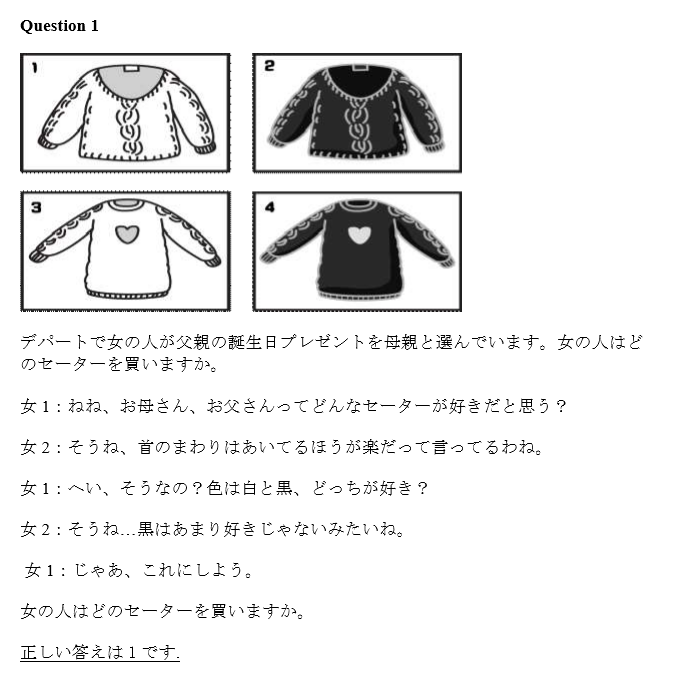 Question 1
1
2
3
4
デパートで女の人が父親の誕生日プレゼントを母親と選んでいます。女の人はど
のセーターを買いますか。
女1：ねね、お母さん、お父さんってどんなセーターが好きだと思う？
女2：そうね、首のまわりはあいてるほうが楽だって言ってるわね。
女1：へい、そうなの？色は白と黒、どっちが好き？
女2：そうね…黒はあまり好きじゃないみたいね。
女1：じゃあ、これにしよう。
女の人はどのセーターを買いますか。
正しい答えは1です.